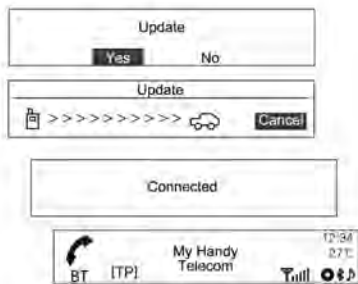 Update
Yes No
Update
> > > > > > > > > > Cancel
Connected
12:34
My Handy 27°C
BT [TP] Telecom